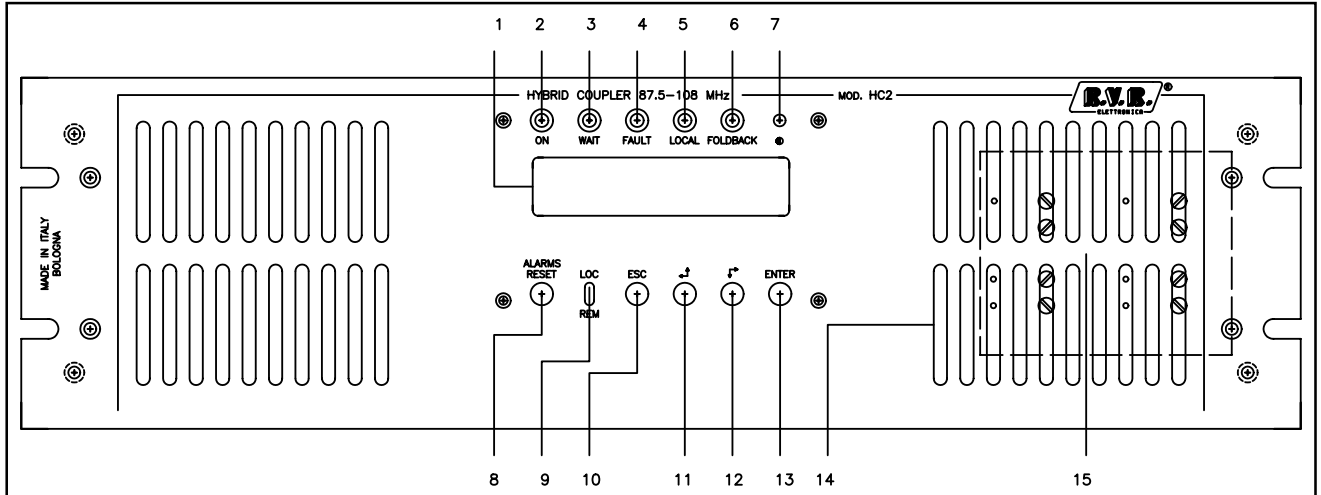 1 2 3 4 5 6 7
HYBRID COUPLER 87.5-108 MHz
MOD. HC2
R.V.R.
ELETTRONICA
ON WAIT FAULT LOCAL FOLDBACK
MADE IN ITALY
BOLOGNA
ALARMS
RESET LOC ESC ENTER
REM
8 9 10 11 12 13 14 15